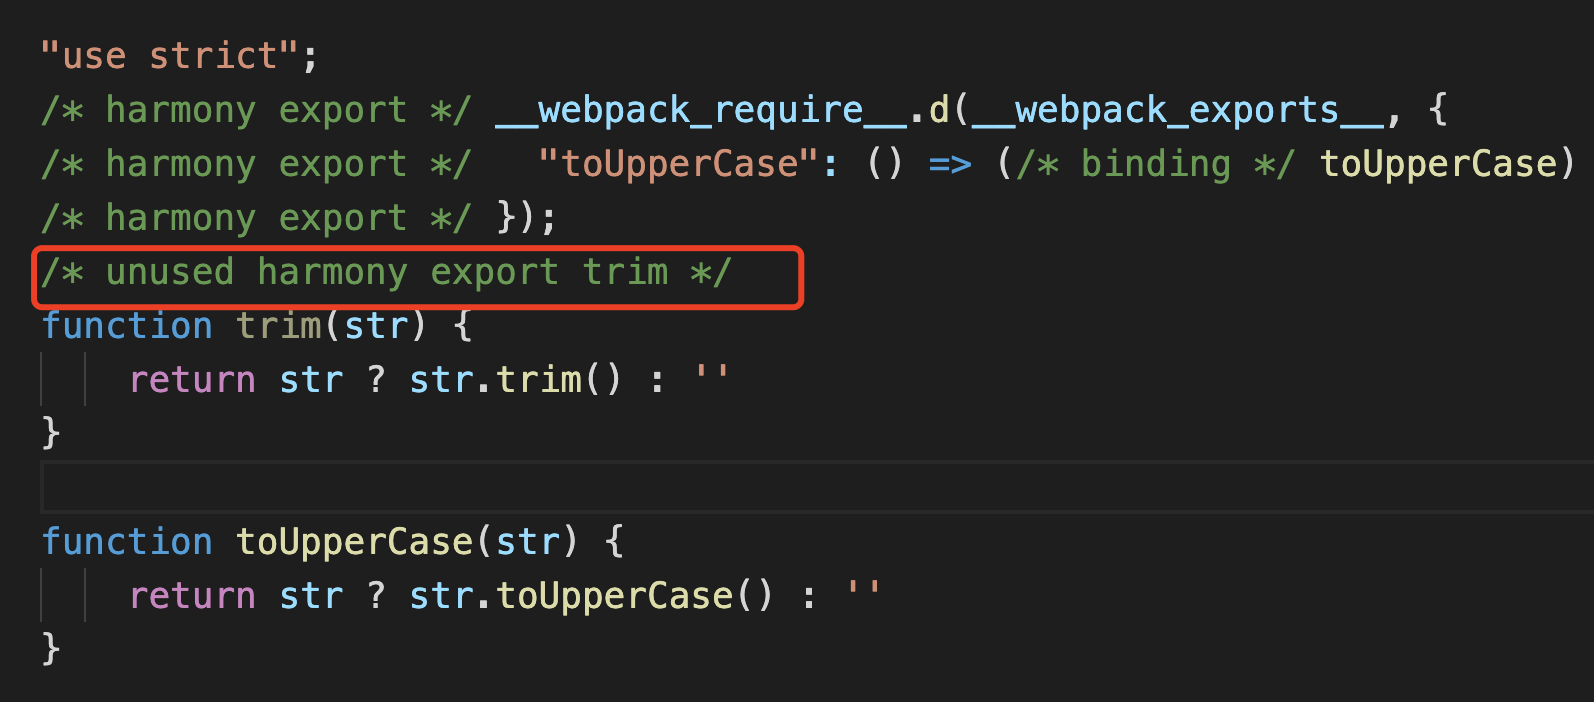 "use strict";
/* harmony export */ __webpack_require__.d(__webpack_exports__, {
/* harmony export */   "toUpperCase": () => (/* binding */ toUpperCase)
/* harmony export */ });
/* unused harmony export trim */
function trim(str) {
    return str ? str.trim() : ''
}
function toUpperCase(str) {
    return str ? str.toUpperCase() : ''
}